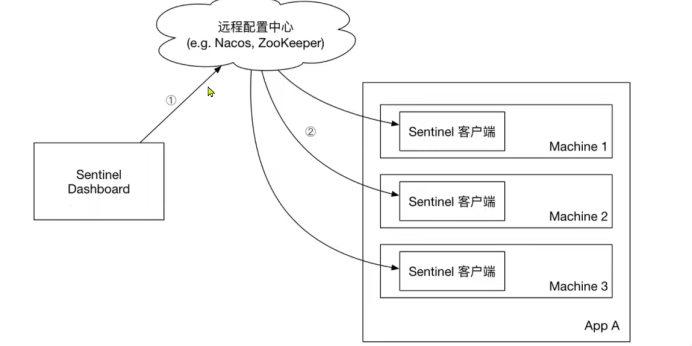 远程配置中心
(e.g. Nacos, ZooKeeper)
①
Sentinel
Dashboard
②
Sentinel 客户端
Machine 1
Sentinel 客户端
Machine 2
Sentinel 客户端
Machine 3
App A